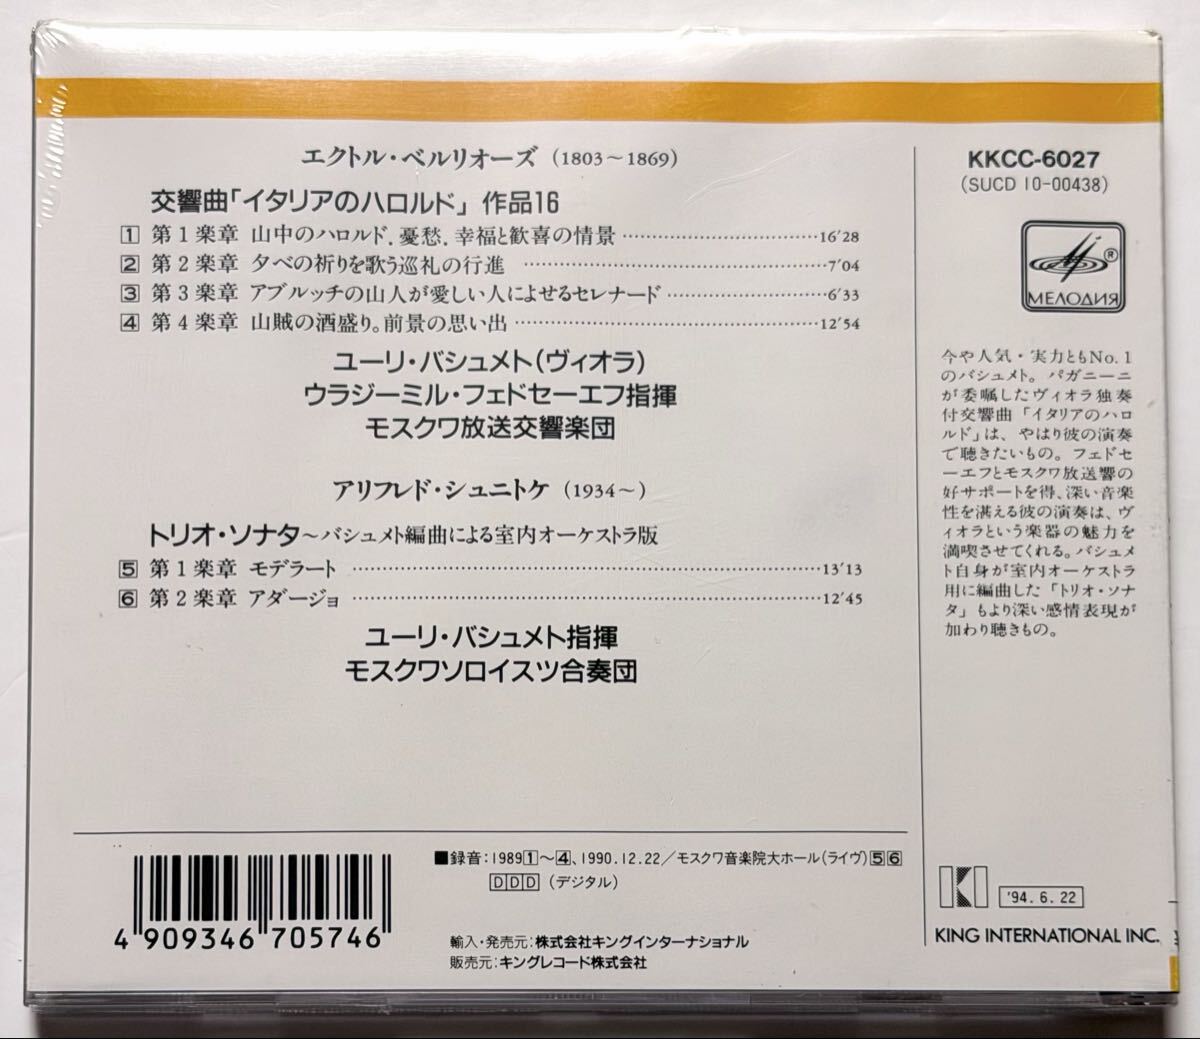 エクトル・ベルリオーズ（1803～1869）
交響曲「イタリアのハロルド」作品16
1 第1楽章 山中のハロルド．憂愁．幸福と歓喜の情景 16'28
2 第2楽章 夕べの祈りを歌う巡礼の行進 7'04
3 第3楽章 アブルッチの山人が愛しい人によせるセレナード 6'33
4 第4楽章 山賊の酒盛り。前景の思い出 12'54
ユーリ・バシュメト（ヴィオラ）
ウラジーミル・フェドセーエフ指揮
モスクワ放送交響楽団
アリフレド・シュニトケ（1934～）
トリオ・ソナタ～バシュメト編曲による室内オーケストラ版
5 第1楽章 モデラート 13'13
6 第2楽章 アダージョ 12'45
ユーリ・バシュメト指揮
モスクワソロイスツ合奏団
KKCC-6027
(SUCD 10-00438)
®
МЕЛОДИЯ
今や人気・実力ともNo.1
のバシュメト。パガニーニ
が委嘱したヴィオラ独奏
付交響曲「イタリアのハロ
ルド」は、やはり彼の演奏
で聴きたいもの。フェドセ
ーエフとモスクワ放送響の
好サポートを得、深い音楽
性を湛える彼の演奏は、ヴ
ィオラという楽器の魅力を
満喫させてくれる。バシュメ
ト自身が室内オーケストラ
用に編曲した「トリオ・ソナ
タ」もより深い感情表現が
加わり聴きもの。
■録音：1989 1～4、1990.12.22／モスクワ音楽院大ホール（ライヴ）5 6
DDD（デジタル）
4 909346 705746
輸入・発売元：株式会社キングインターナショナル
販売元：キングレコード株式会社
'94. 6. 22
KING INTERNATIONAL INC.